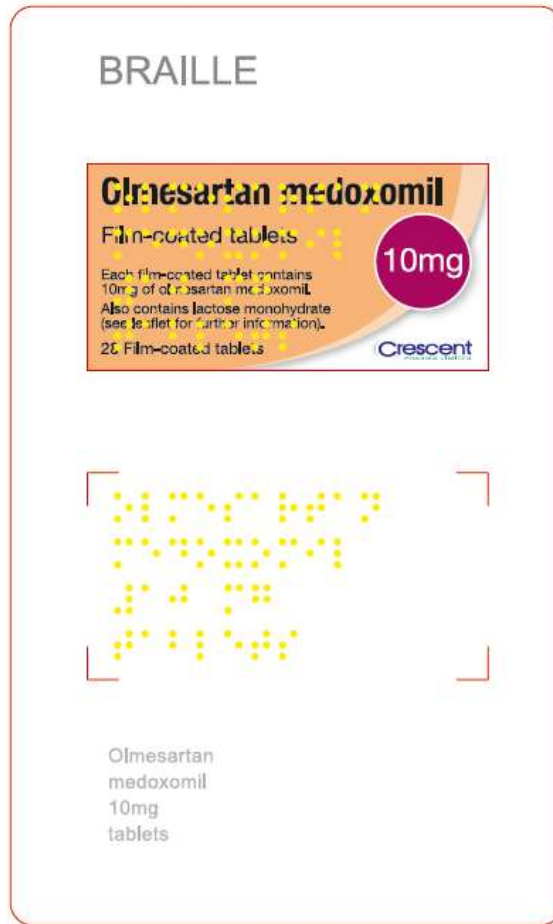 BRAILLE
Olmesartan medoxomil
Film-coated tablets
10mg
Each film-coated tablet contains
10mg of olmesartan medoxomil.
Also contains lactose monohydrate
(see leaflet for further information).
28 Film-coated tablets
Crescent
Olmesartan
medoxomil
10mg
tablets